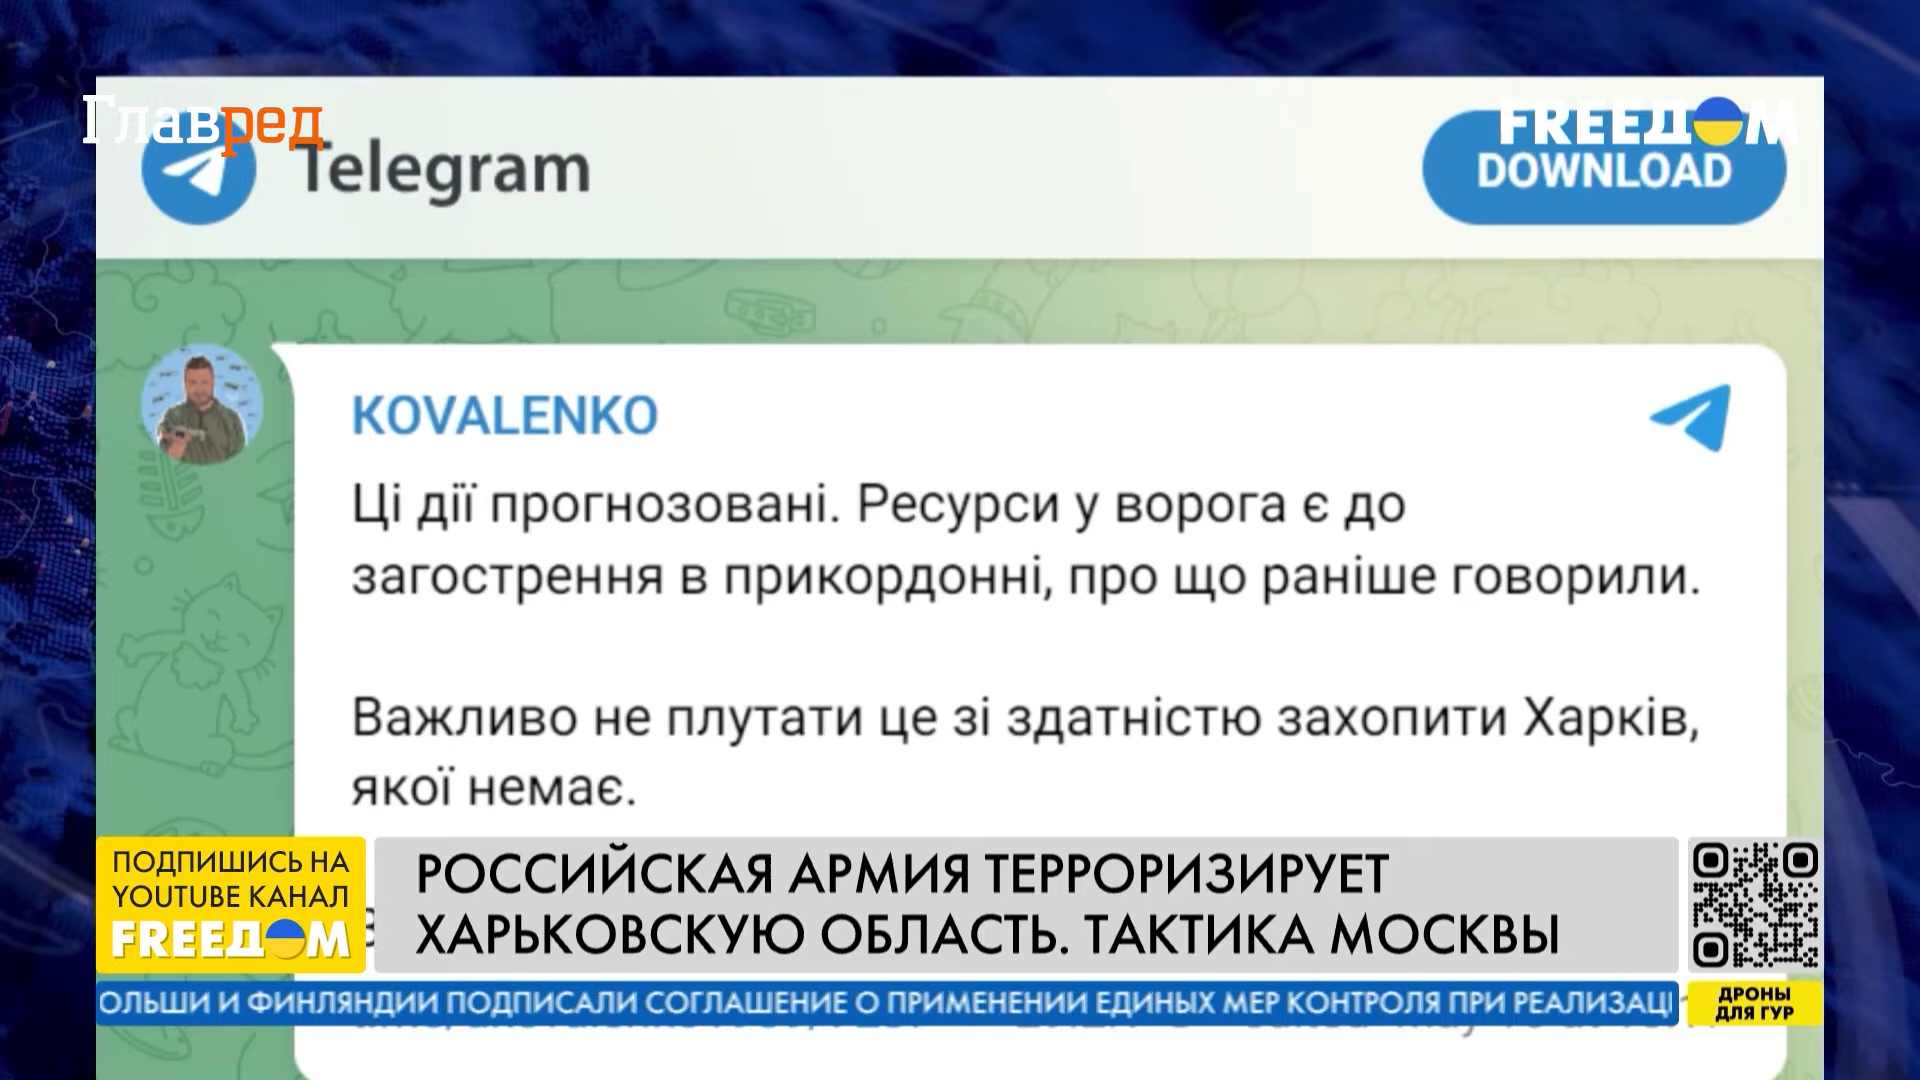 Главред
FREEДОМ
Telegram
DOWNLOAD
KOVALENKO
Ці дії прогнозовані. Ресурси у ворога є до
загострення в прикордонні, про що раніше говорили.
Важливо не плутати це зі здатністю захопити Харків,
якої немає.
ПОДПИШИСЬ НА
YOUTUBE КАНАЛ
FREEДОМ
РОССИЙСКАЯ АРМИЯ ТЕРРОРИЗИРУЕТ
ХАРЬКОВСКУЮ ОБЛАСТЬ. ТАКТИКА МОСКВЫ
ОЛЬШИ И ФИНЛЯНДИИ ПОДПИСАЛИ СОГЛАШЕНИЕ О ПРИМЕНЕНИИ ЕДИНЫХ МЕР КОНТРОЛЯ ПРИ РЕАЛИЗАЦ
ДРОНЫ
ДЛЯ ГУР